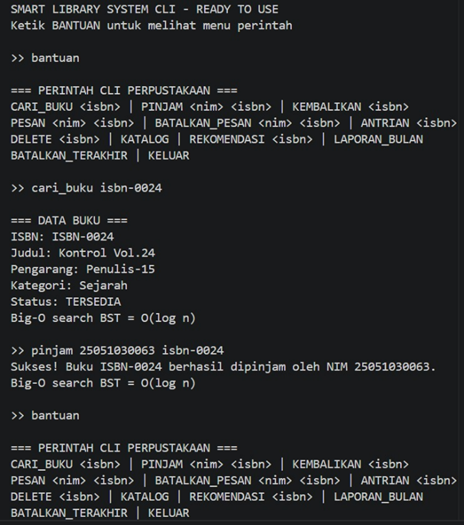 SMART LIBRARY SYSTEM CLI - READY TO USE
Ketik BANTUAN untuk melihat menu perintah
>> bantuan
=== PERINTAH CLI PERPUSTAKAAN ===
CARI_BUKU <isbn> | PINJAM <nim> <isbn> | KEMBALIKAN <isbn>
PESAN <nim> <isbn> | BATALKAN_PESAN <nim> <isbn> | ANTRIAN <isbn>
DELETE <isbn> | KATALOG | REKOMENDASI <isbn> | LAPORAN_BULAN
BATALKAN_TERAKHIR | KELUAR
>> cari_buku isbn-0024
=== DATA BUKU ===
ISBN: ISBN-0024
Judul: Kontrol Vol.24
Pengarang: Penulis-15
Kategori: Sejarah
Status: TERSEDIA
Big-O search BST = O(log n)
>> pinjam 25051030063 isbn-0024
Sukses! Buku ISBN-0024 berhasil dipinjam oleh NIM 25051030063.
Big-O search BST = O(log n)
>> bantuan
=== PERINTAH CLI PERPUSTAKAAN ===
CARI_BUKU <isbn> | PINJAM <nim> <isbn> | KEMBALIKAN <isbn>
PESAN <nim> <isbn> | BATALKAN_PESAN <nim> <isbn> | ANTRIAN <isbn>
DELETE <isbn> | KATALOG | REKOMENDASI <isbn> | LAPORAN_BULAN
BATALKAN_TERAKHIR | KELUAR